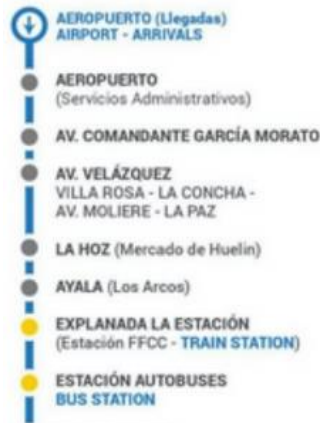 AEROPUERTO (Llegadas)
AIRPORT - ARRIVALS
AEROPUERTO
(Servicios Administrativos)
AV. COMANDANTE GARCÍA MORATO
AV. VELÁZQUEZ
VILLA ROSA - LA CONCHA -
AV. MOLIERE - LA PAZ
LA HOZ (Mercado de Huelin)
AYALA (Los Arcos)
EXPLANADA LA ESTACIÓN
(Estación FFCC - TRAIN STATION)
ESTACIÓN AUTOBUSES
BUS STATION